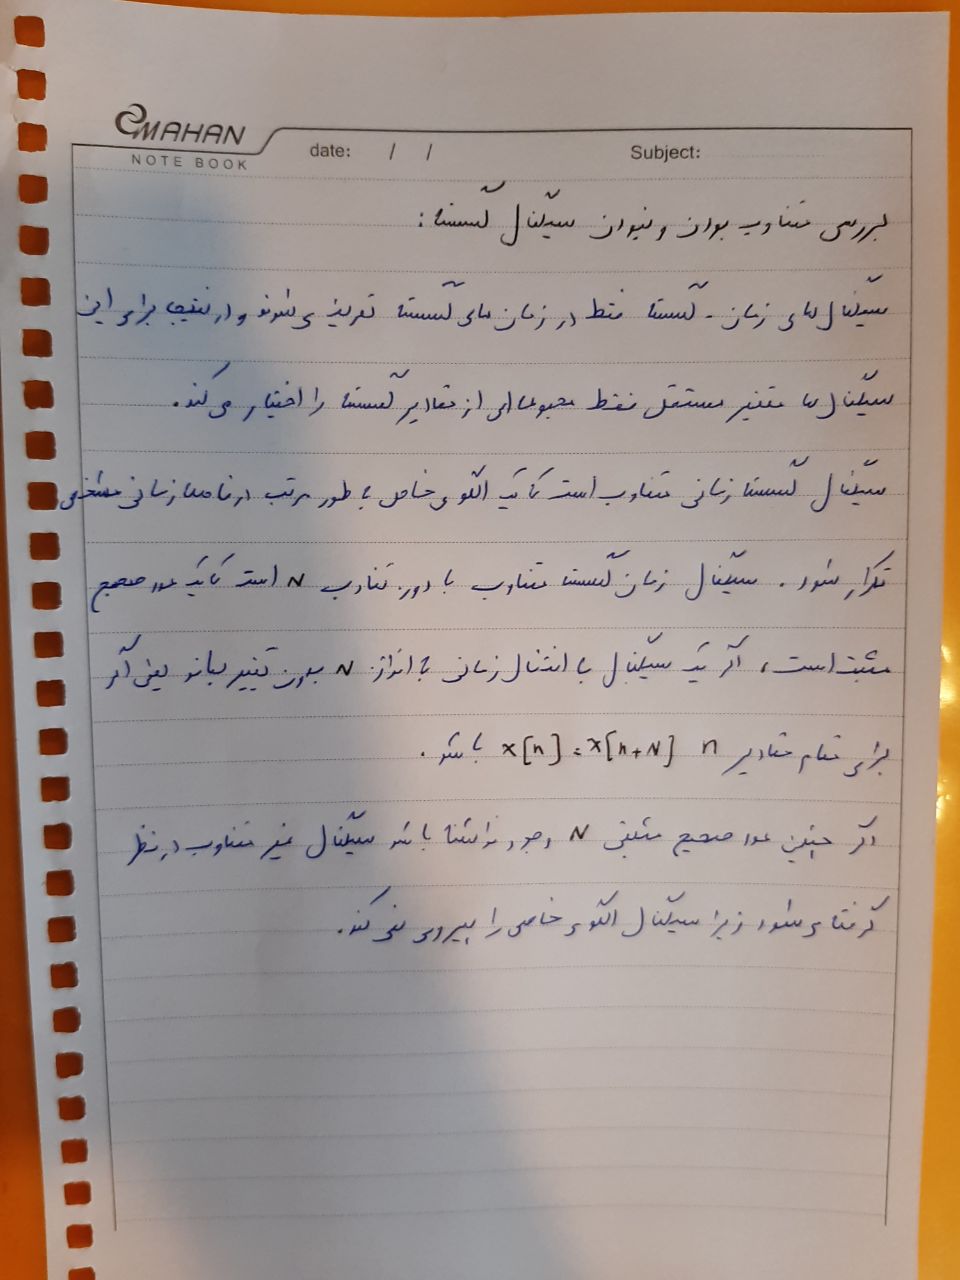 MAHAN
NOTE BOOK
date: / /
Subject:
بررسی متناوب بودن و نبودن سیگنال گسسته:
سیگنال های زمان - گسسته فقط در زمان های گسسته تعریف می شوند و در نتیجه برای این
سیگنال ها متغیر مستقل فقط مجموعه ای از مقادیر گسسته را اختیار می کند.
سیگنال گسسته زمانی متناوب است که یک الگوی خاص به طور مرتب در فاصله زمانی مشخصی
تکرار شود. سیگنال زمان گسسته متناوب با دوره تناوب N است که یک عدد صحیح
مثبت است، اگر یک سیگنال با انتقال زمانی به اندازه N بدون تغییر بماند یعنی اگر
برای تمام مقادیر n x[n] = x[n+N] باشد.
اگر چنین عدد صحیح مثبتی N وجود نداشته باشد سیگنال غیر متناوب در نظر
گرفته می شود زیرا سیگنال الگوی خاصی را پیروی نمی کند.